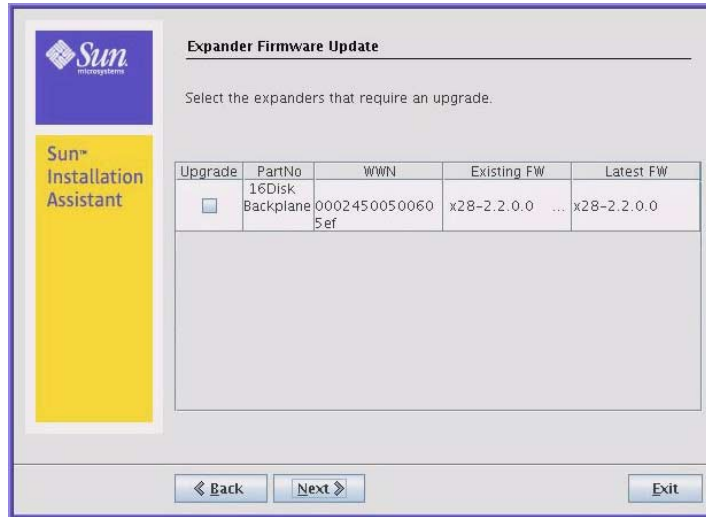 Sun
microsystems
Sun™
Installation
Assistant
Expander Firmware Update
Select the expanders that require an upgrade.
Upgrade PartNo WWN Existing FW Latest FW
16Disk
Backplane 0002450050060 x28-2.2.0.0 ... x28-2.2.0.0
5ef
Back Next Exit